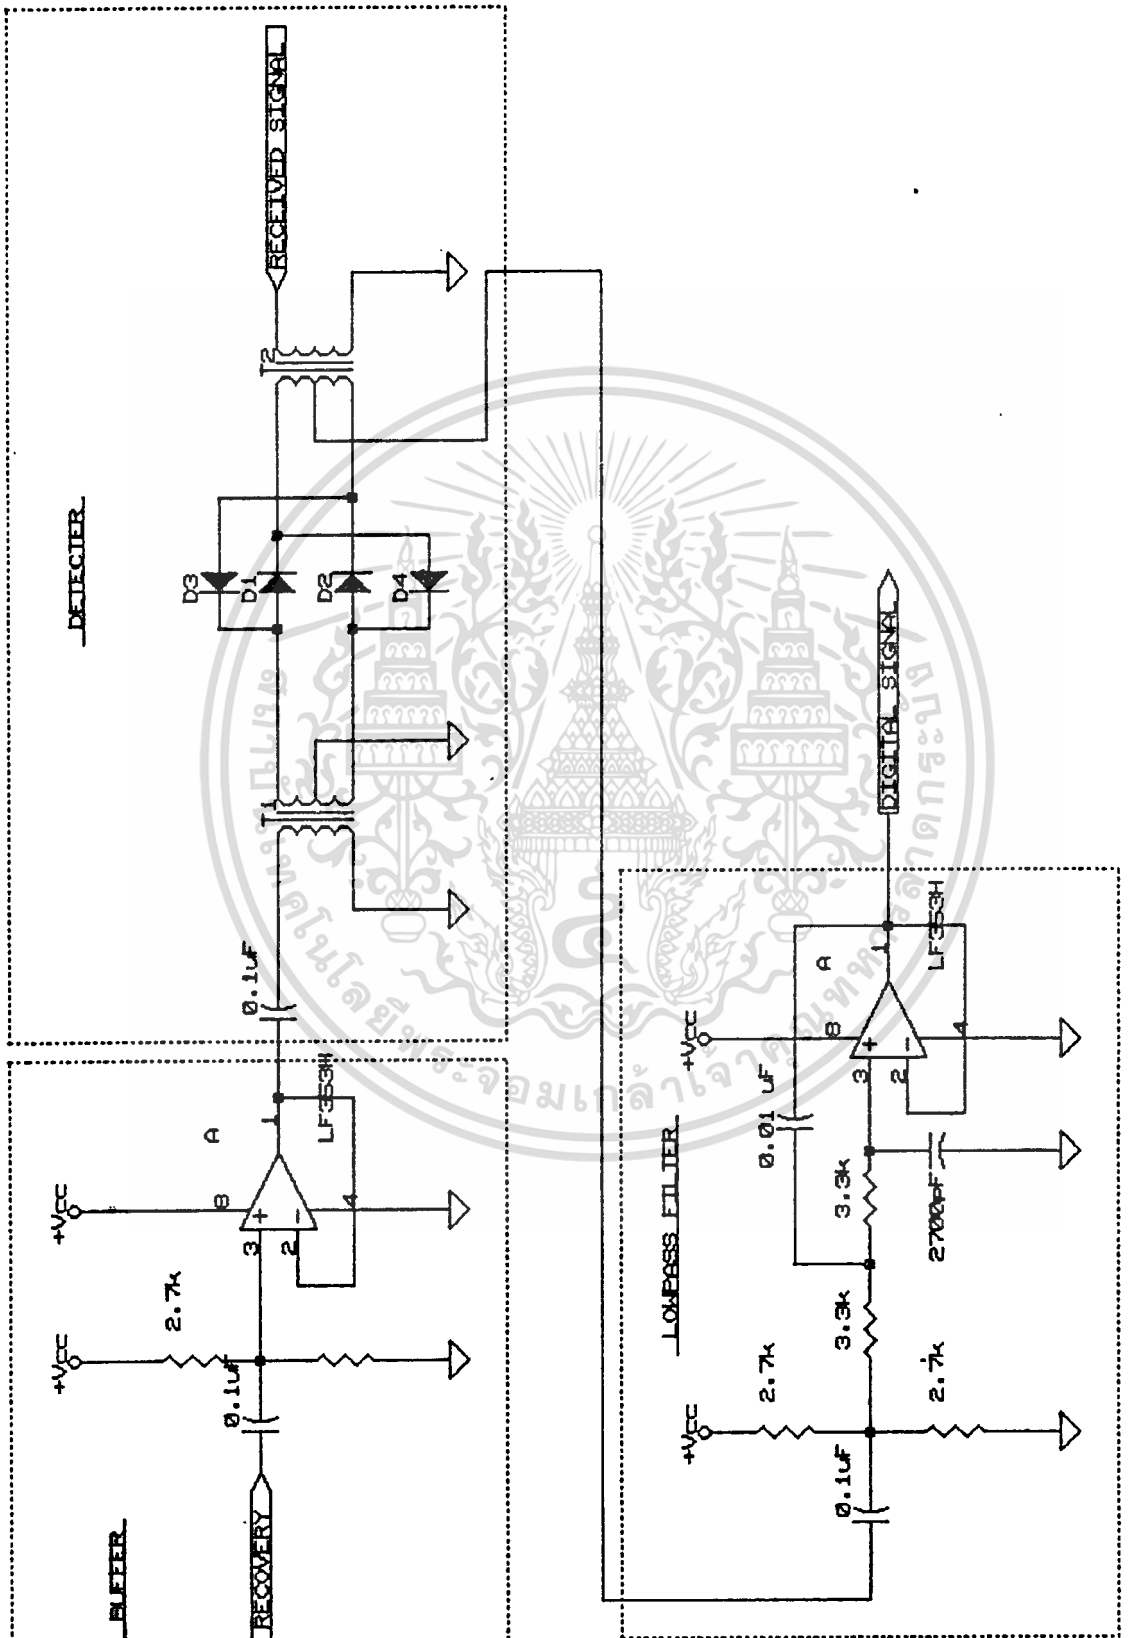 BUFFER
RECOVERY
0.1uF
+VCC
2.7k
+VCC
3
2
8
4
1
A
LF353H
DETECTER
0.1uF
T1
D3
D1
D2
D4
T2
RECEIVED SIGNAL
LOWPASS FILTER
0.1uF
+VCC
2.7k
2.7k
3.3k
3.3k
0.01 uF
2700pF
+VCC
3
2
8
4
1
A
LF353H
DIGITAL SIGNAL